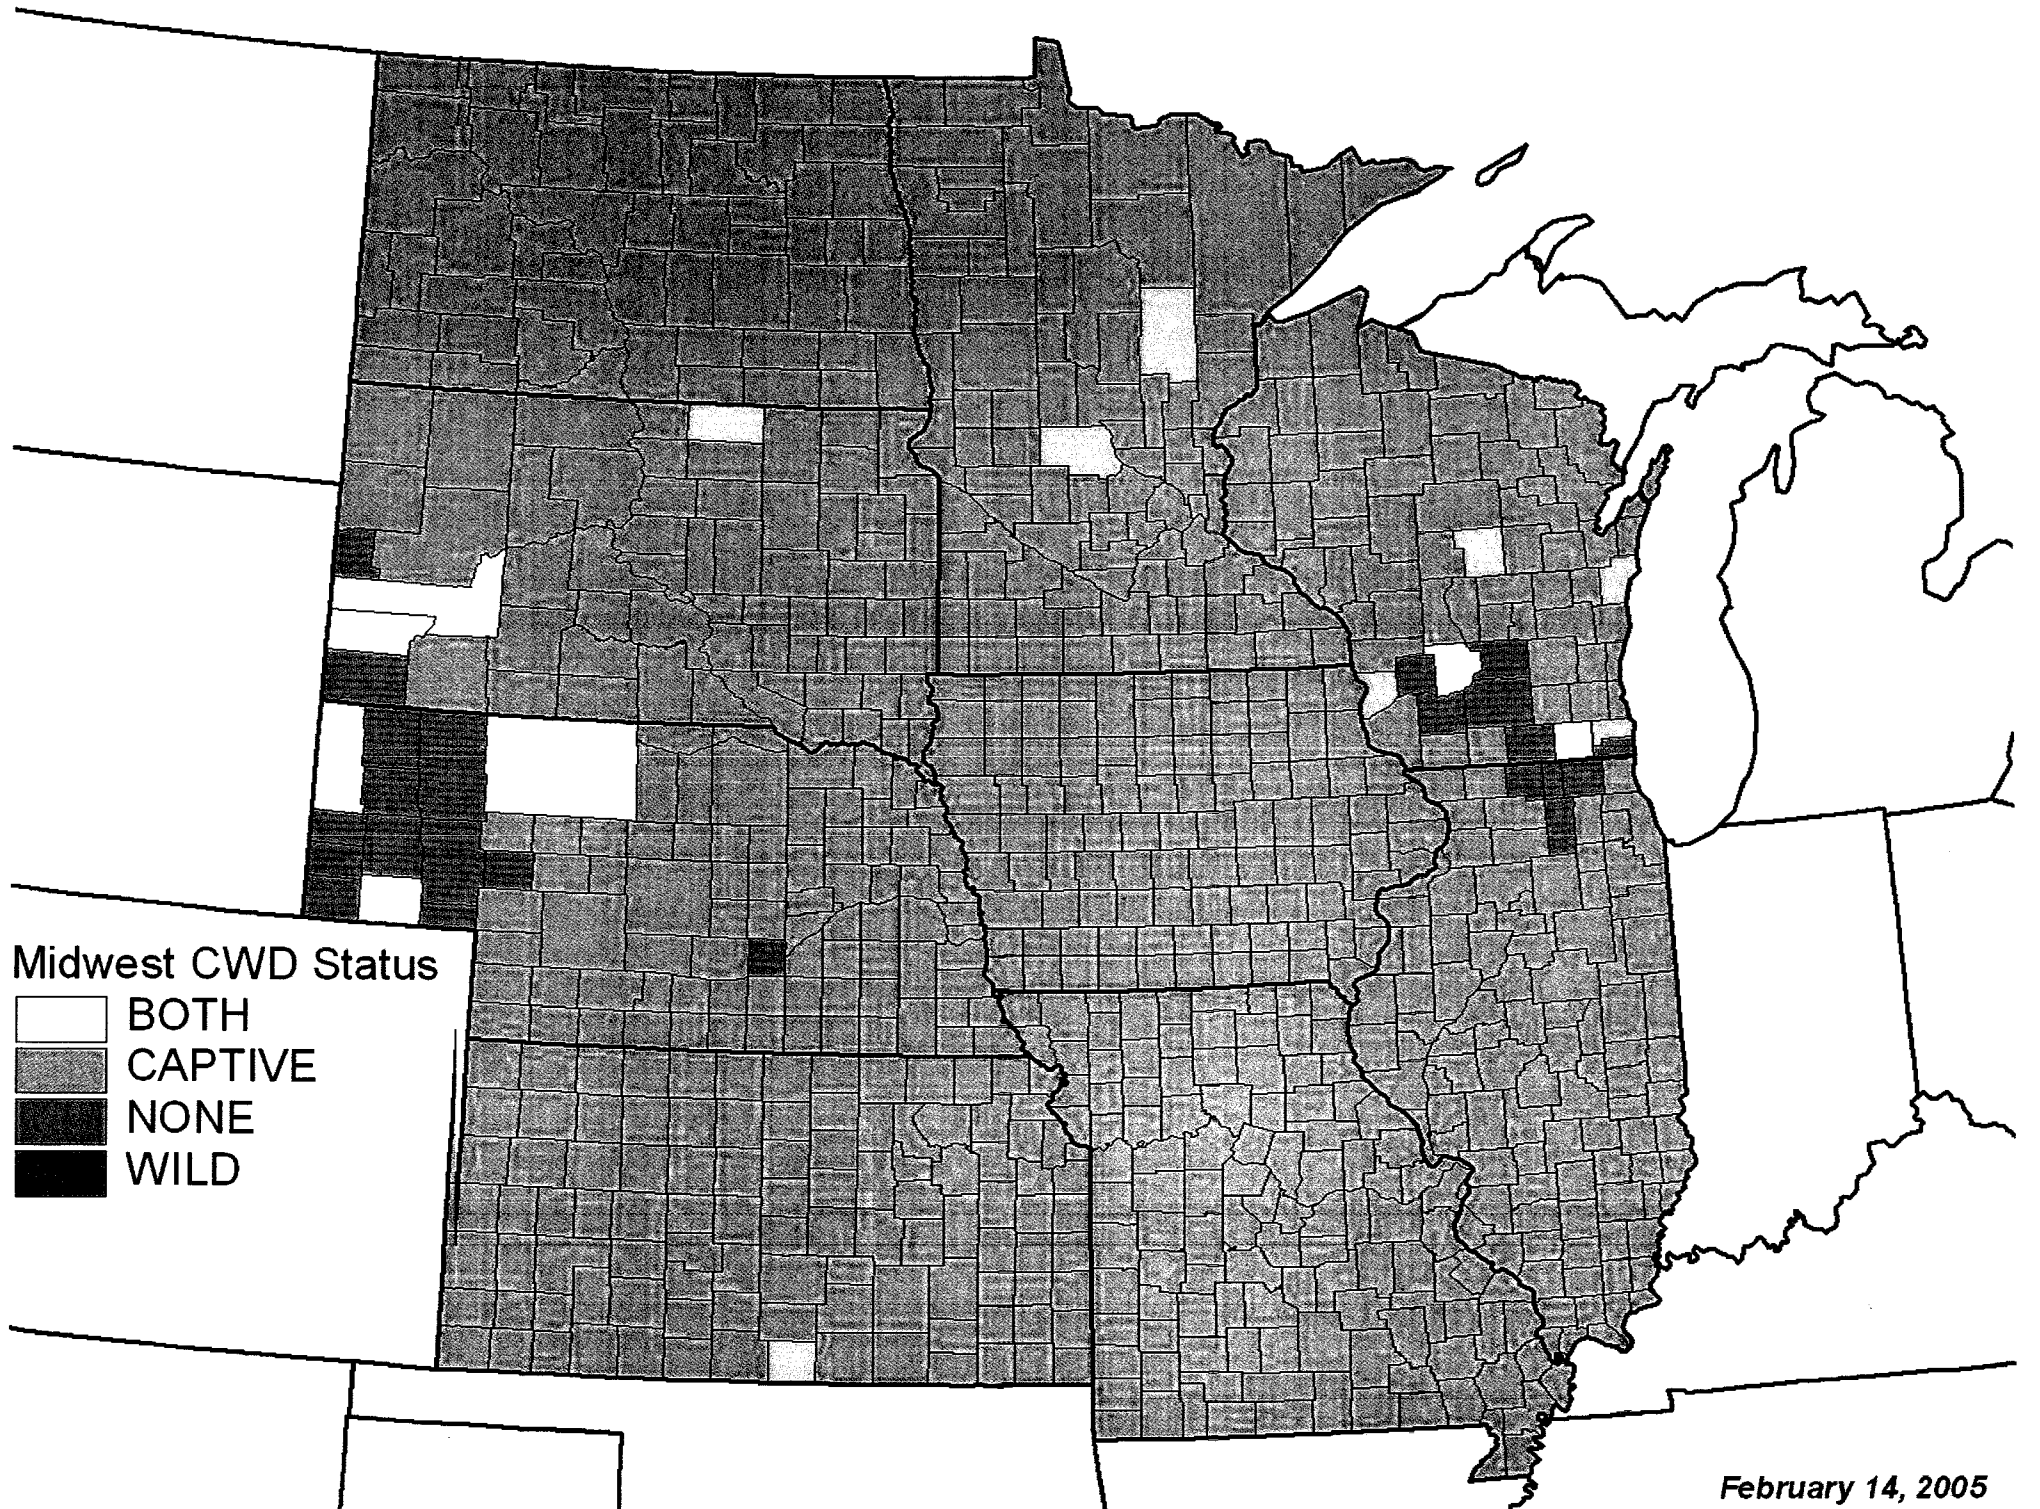 Midwest CWD Status
BOTH
CAPTIVE
NONE
WILD
February 14, 2005